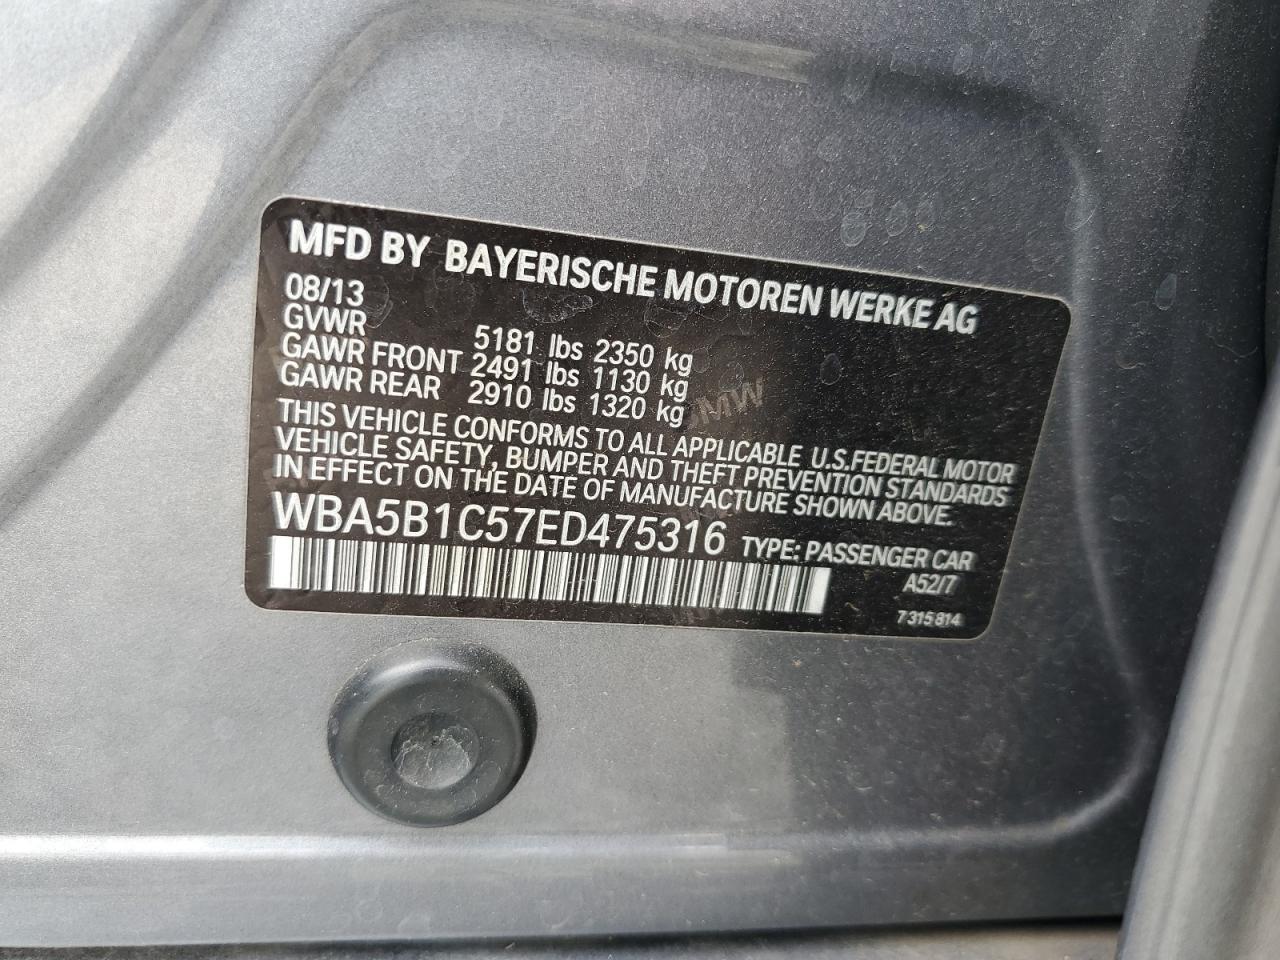 MFD BY BAYERISCHE MOTOREN WERKE AG
08/13
GVWR 5181 lbs 2350 kg
GAWR FRONT 2491 lbs 1130 kg
GAWR REAR 2910 lbs 1320 kg
THIS VEHICLE CONFORMS TO ALL APPLICABLE U.S.FEDERAL MOTOR
VEHICLE SAFETY, BUMPER AND THEFT PREVENTION STANDARDS
IN EFFECT ON THE DATE OF MANUFACTURE SHOWN ABOVE.
WBA5B1C57ED475316 TYPE: PASSENGER CAR
A52/7
7 315 814